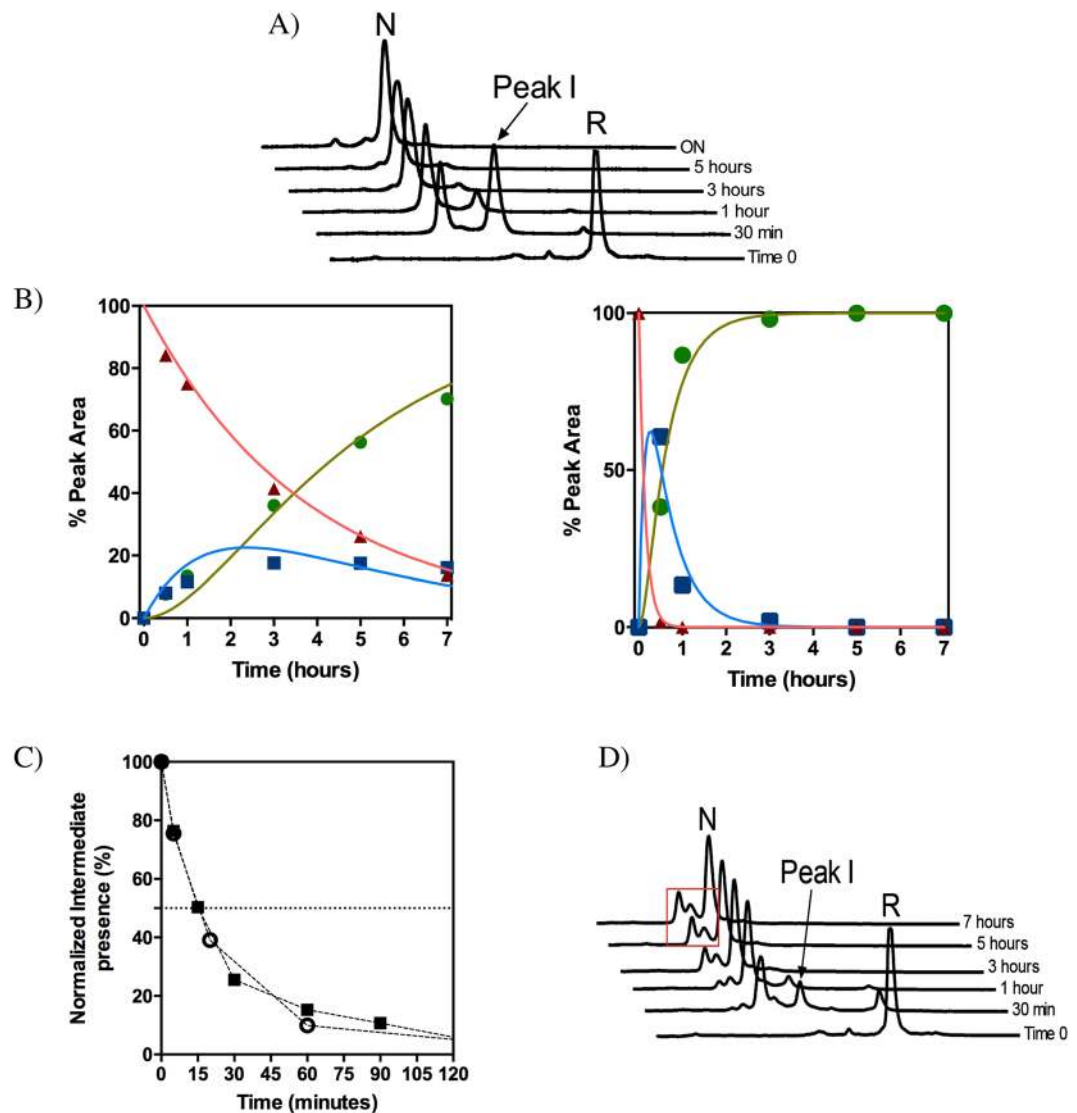 A)
N
Peak I
R
ON
5 hours
3 hours
1 hour
30 min
Time 0
B)
100
80
60
40
20
0
% Peak Area
0 1 2 3 4 5 6 7
Time (hours)
100
50
0
% Peak Area
0 1 2 3 4 5 6 7
Time (hours)
C)
100
80
60
40
20
0
Normalized Intermediate
presence (%)
0 15 30 45 60 75 90 105 120
Time (minutes)
D)
N
Peak I
R
7 hours
5 hours
3 hours
1 hour
30 min
Time 0